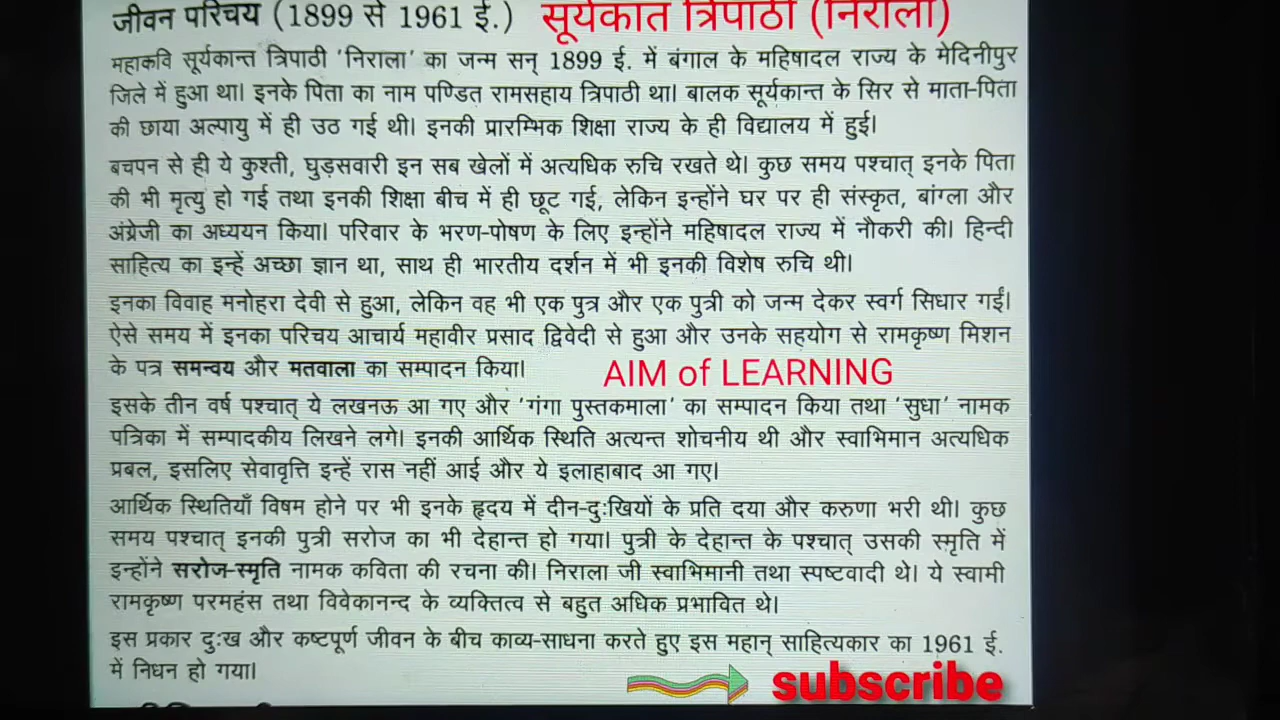 जीवन परिचय (1899 से 1961 ई.) सूर्यकांत त्रिपाठी (निराला)
महाकवि सूर्यकान्त त्रिपाठी 'निराला' का जन्म सन् 1899 ई. में बंगाल के महिषादल राज्य के मेदिनीपुर
जिले में हुआ था। इनके पिता का नाम पण्डित रामसहाय त्रिपाठी था। बालक सूर्यकान्त के सिर से माता-पिता
की छाया अल्पायु में ही उठ गई थी। इनकी प्रारम्भिक शिक्षा राज्य के ही विद्यालय में हुई।
बचपन से ही ये कुश्ती, घुड़सवारी इन सब खेलों में अत्यधिक रुचि रखते थे। कुछ समय पश्चात् इनके पिता
की भी मृत्यु हो गई तथा इनकी शिक्षा बीच में ही छूट गई, लेकिन इन्होंने घर पर ही संस्कृत, बांग्ला और
अंग्रेजी का अध्ययन किया। परिवार के भरण-पोषण के लिए इन्होंने महिषादल राज्य में नौकरी की। हिन्दी
साहित्य का इन्हें अच्छा ज्ञान था, साथ ही भारतीय दर्शन में भी इनकी विशेष रुचि थी।
इनका विवाह मनोहरा देवी से हुआ, लेकिन वह भी एक पुत्र और एक पुत्री को जन्म देकर स्वर्ग सिधार गईं।
ऐसे समय में इनका परिचय आचार्य महावीर प्रसाद द्विवेदी से हुआ और उनके सहयोग से रामकृष्ण मिशन
के पत्र समन्वय और मतवाला का सम्पादन किया। AIM of LEARNING
इसके तीन वर्ष पश्चात् ये लखनऊ आ गए और 'गंगा पुस्तकमाला' का सम्पादन किया तथा 'सुधा' नामक
पत्रिका में सम्पादकीय लिखने लगे। इनकी आर्थिक स्थिति अत्यन्त शोचनीय थी और स्वाभिमान अत्यधिक
प्रबल, इसलिए सेवावृत्ति इन्हें रास नहीं आई और ये इलाहाबाद आ गए।
आर्थिक स्थितियाँ विषम होने पर भी इनके हृदय में दीन-दुःखियों के प्रति दया और करुणा भरी थी। कुछ
समय पश्चात् इनकी पुत्री सरोज का भी देहान्त हो गया। पुत्री के देहान्त के पश्चात् उसकी स्मृति में
इन्होंने सरोज-स्मृति नामक कविता की रचना की। निराला जी स्वाभिमानी तथा स्पष्टवादी थे। ये स्वामी
रामकृष्ण परमहंस तथा विवेकानन्द के व्यक्तित्व से बहुत अधिक प्रभावित थे।
इस प्रकार दुःख और कष्टपूर्ण जीवन के बीच काव्य-साधना करते हुए इस महान् साहित्यकार का 1961 ई.
में निधन हो गया।
subscribe